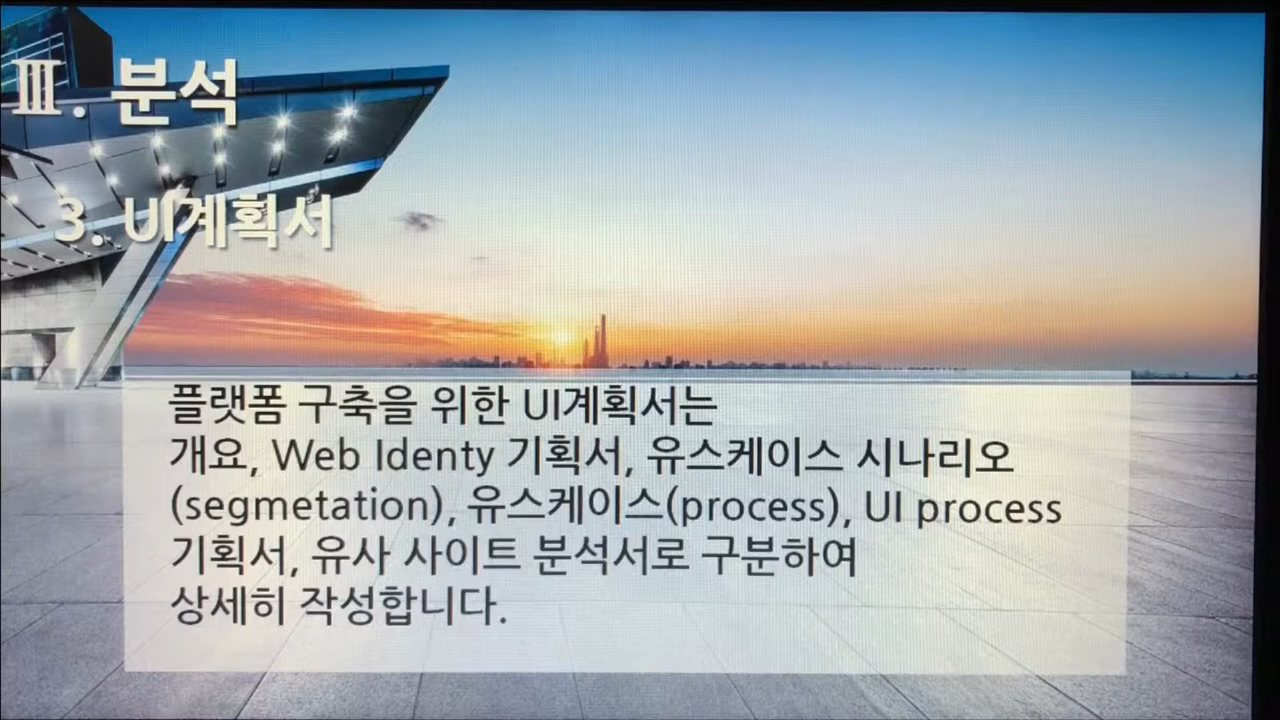 Ⅲ. 분석
3. UI계획서
플랫폼 구축을 위한 UI계획서는
개요, Web Identy 기획서, 유스케이스 시나리오
(segmetation), 유스케이스(process), UI process
기획서, 유사 사이트 분석서로 구분하여
상세히 작성합니다.